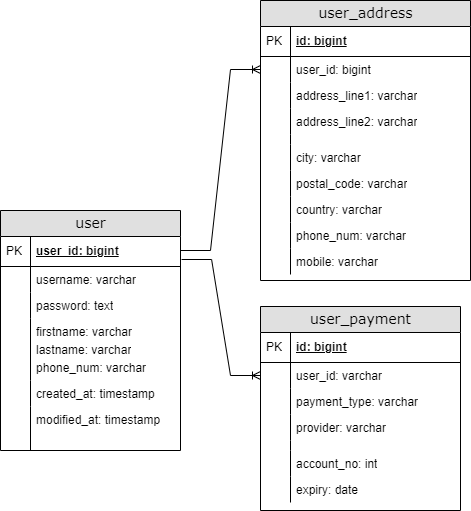 user_address
PK id: bigint
user_id: bigint
address_line1: varchar
address_line2: varchar
city: varchar
postal_code: varchar
country: varchar
phone_num: varchar
mobile: varchar
user
PK user_id: bigint
username: varchar
password: text
firstname: varchar
lastname: varchar
phone_num: varchar
created_at: timestamp
modified_at: timestamp
user_payment
PK id: bigint
user_id: varchar
payment_type: varchar
provider: varchar
account_no: int
expiry: date